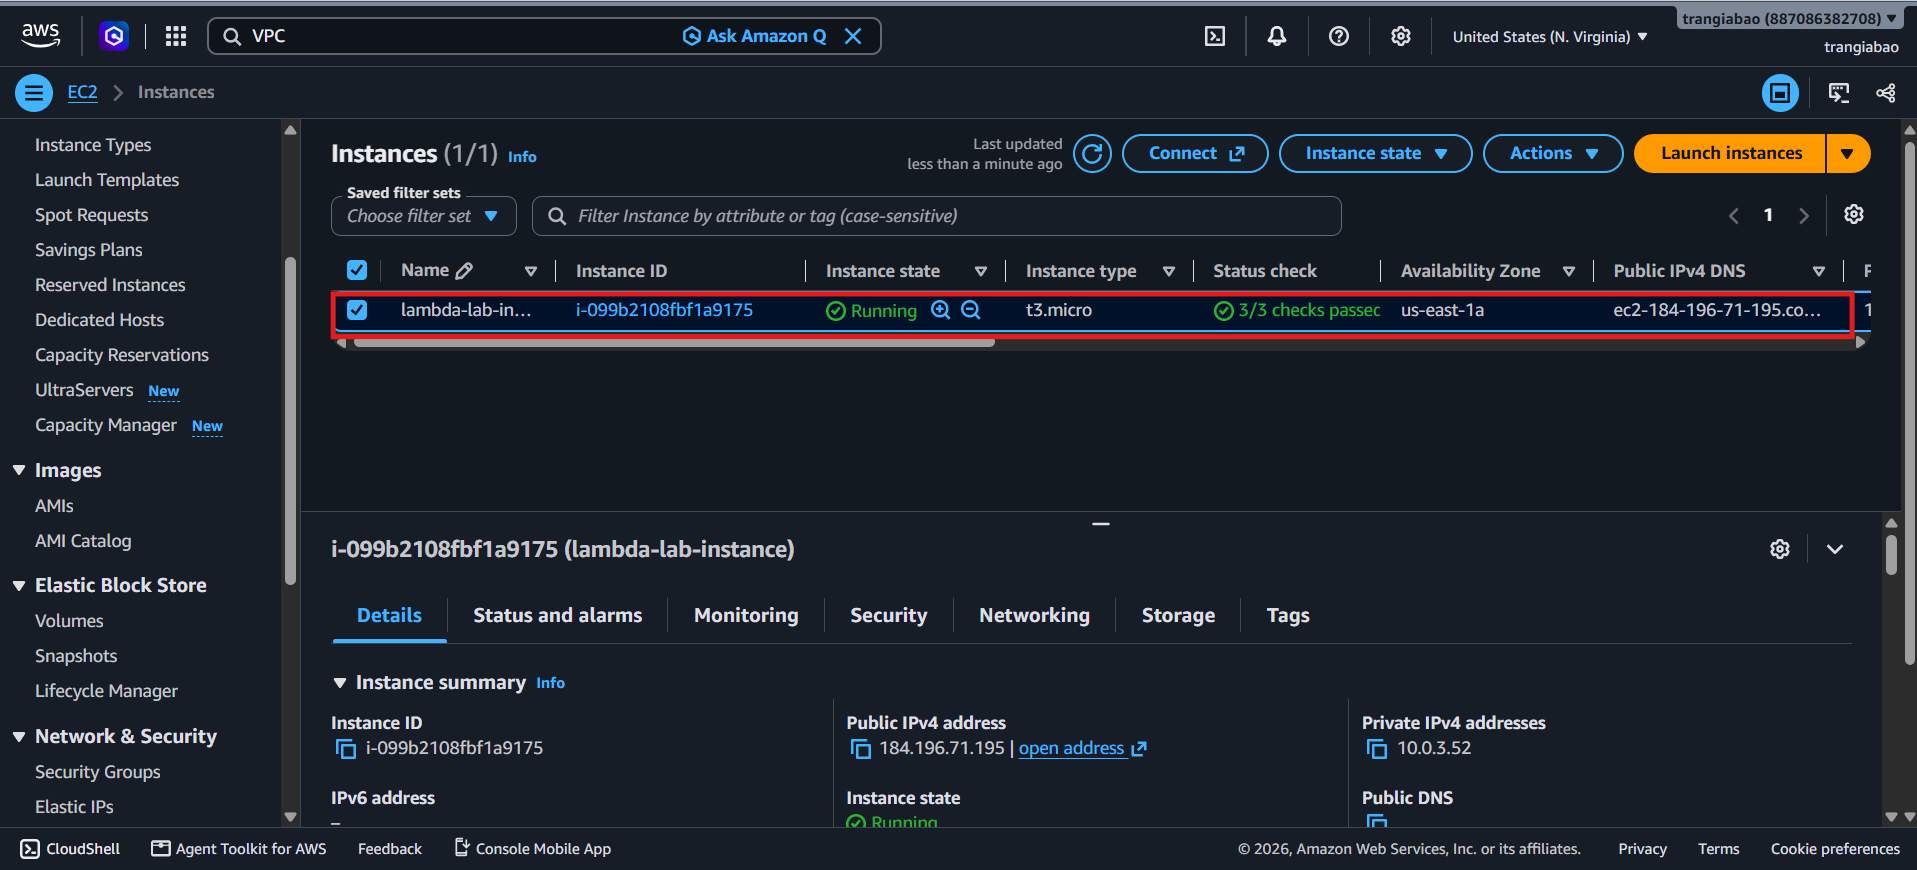 aws
VPC
Ask Amazon Q
United States (N. Virginia)
trangiabao (887086382708)
trangiabao
EC2
Instances
Instance Types
Launch Templates
Spot Requests
Savings Plans
Reserved Instances
Dedicated Hosts
Capacity Reservations
UltraServers New
Capacity Manager New
Images
AMIs
AMI Catalog
Elastic Block Store
Volumes
Snapshots
Lifecycle Manager
Network & Security
Security Groups
Elastic IPs
Instances (1/1) Info
Last updated
less than a minute ago
Connect
Instance state
Actions
Launch instances
Saved filter sets
Choose filter set
Filter Instance by attribute or tag (case-sensitive)
1
Name Instance ID Instance state Instance type Status check Availability Zone Public IPv4 DNS
lambda-lab-in... i-099b2108fbf1a9175 Running t3.micro 3/3 checks passed us-east-1a ec2-184-196-71-195.co...
i-099b2108fbf1a9175 (lambda-lab-instance)
Details Status and alarms Monitoring Security Networking Storage Tags
Instance summary Info
Instance ID
i-099b2108fbf1a9175
Public IPv4 address
184.196.71.195 | open address
Private IPv4 addresses
10.0.3.52
IPv6 address
–
Instance state
Running
Public DNS
CloudShell Agent Toolkit for AWS Feedback Console Mobile App
© 2026, Amazon Web Services, Inc. or its affiliates. Privacy Terms Cookie preferences